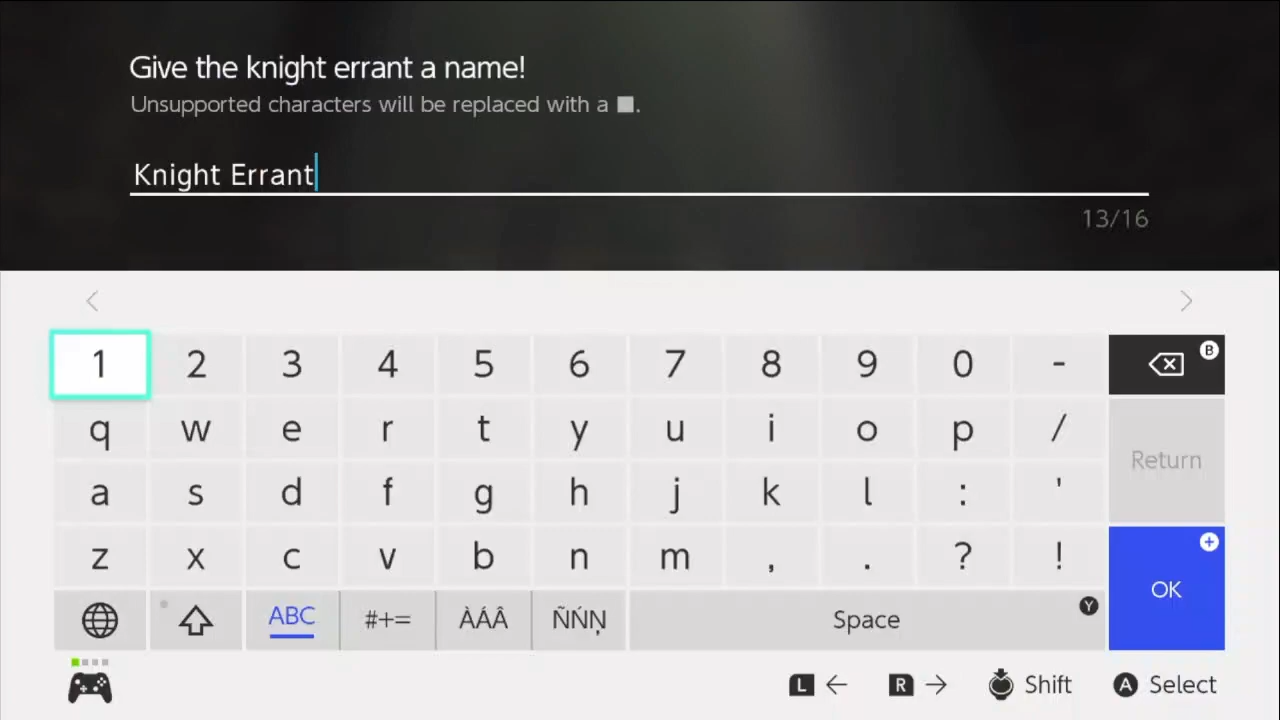 Give the knight errant a name!
Unsupported characters will be replaced with a ■.
Knight Errant
13/16
1 2 3 4 5 6 7 8 9 0 - B
q w e r t y u i o p /
Return
a s d f g h j k l : '
z x c v b n m , . ? ! +
OK
ABC #+= ÀÁÂ ÑŃŅ Space Y
L ← R → Shift A Select